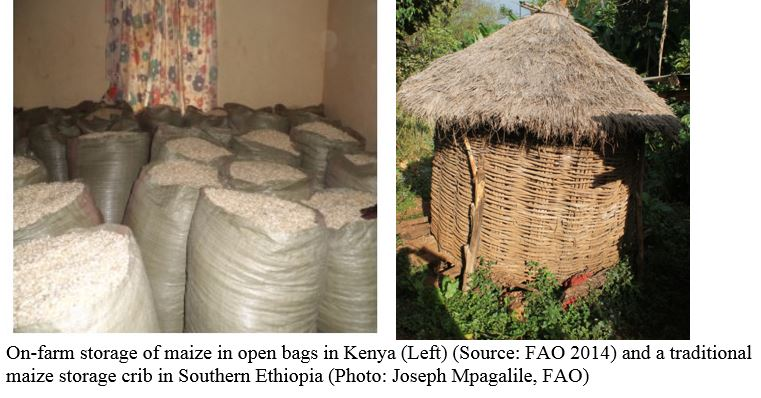 On-farm storage of maize in open bags in Kenya (Left) (Source: FAO 2014) and a traditional
maize storage crib in Southern Ethiopia (Photo: Joseph Mpagalile, FAO)